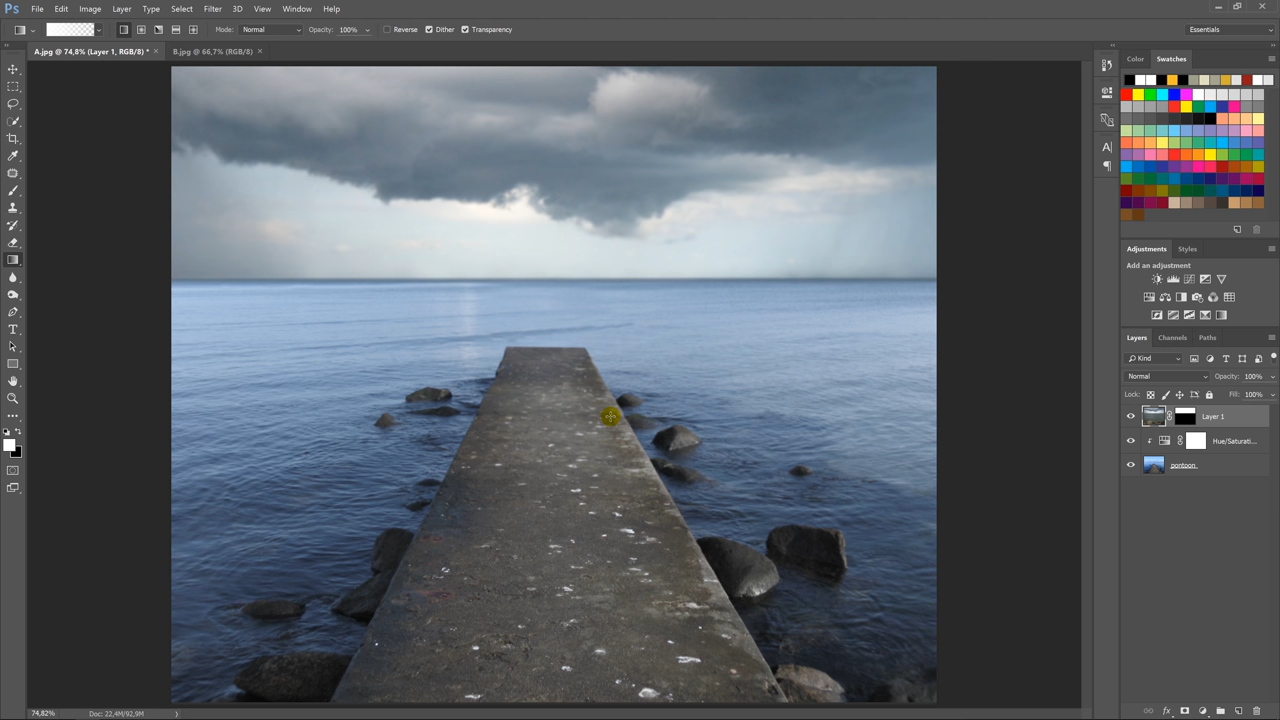 Ps File Edit Image Layer Type Select Filter 3D View Window Help
Mode: Normal Opacity: 100% Reverse Dither Transparency Essentials
A.jpg @ 74,8% (Layer 1, RGB/8) * × B.jpg @ 66,7% (RGB/8) ×
Color Swatches
Adjustments Styles
Add an adjustment
Layers Channels Paths
Kind
Normal Opacity: 100%
Lock: Fill: 100%
Layer 1
Hue/Saturati...
pontoon
74,82% Doc: 22,4M/92,9M